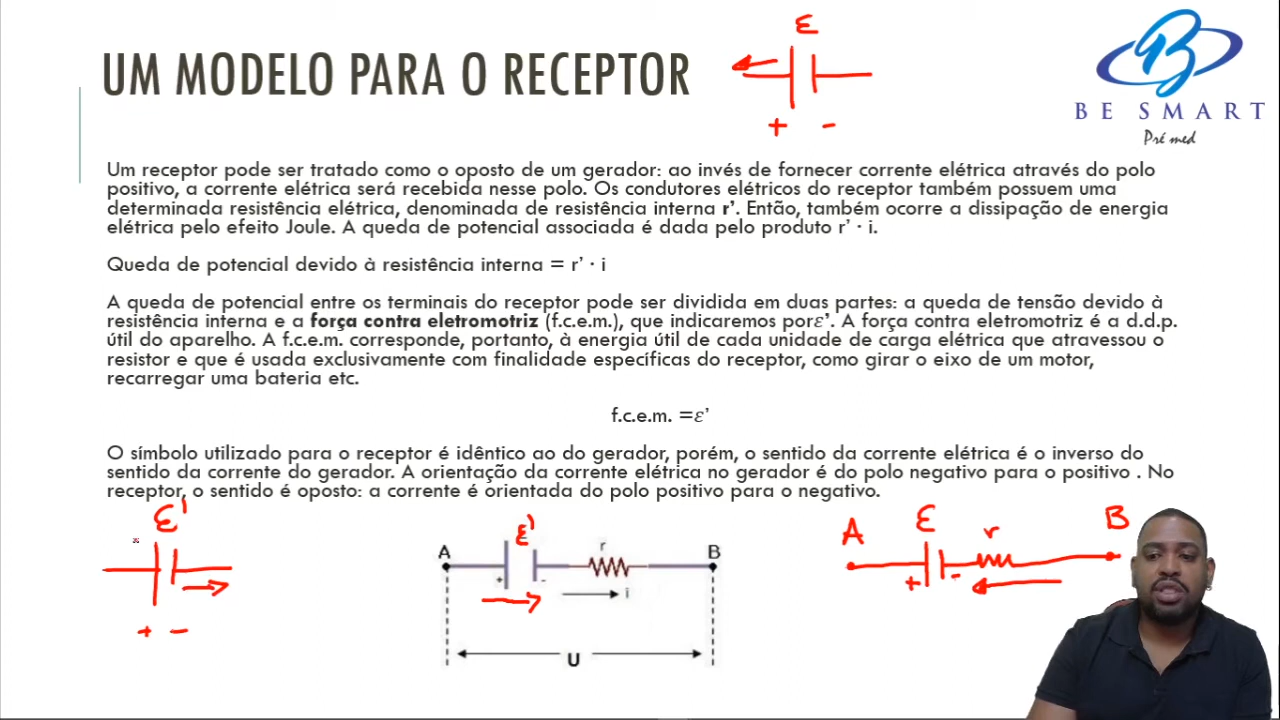 ε
UM MODELO PARA O RECEPTOR
+ -
BE SMART
Pré med
Um receptor pode ser tratado como o oposto de um gerador: ao invés de fornecer corrente elétrica através do polo
positivo, a corrente elétrica será recebida nesse polo. Os condutores elétricos do receptor também possuem uma
determinada resistência elétrica, denominada de resistência interna r’. Então, também ocorre a dissipação de energia
elétrica pelo efeito Joule. A queda de potencial associada é dada pelo produto r’ · i.
Queda de potencial devido à resistência interna = r’ · i
A queda de potencial entre os terminais do receptor pode ser dividida em duas partes: a queda de tensão devido à
resistência interna e a força contra eletromotriz (f.c.e.m.), que indicaremos porε’. A força contra eletromotriz é a d.d.p.
útil do aparelho. A f.c.e.m. corresponde, portanto, à energia útil de cada unidade de carga elétrica que atravessou o
resistor e que é usada exclusivamente com finalidade específicas do receptor, como girar o eixo de um motor,
recarregar uma bateria etc.
f.c.e.m. =ε’
O símbolo utilizado para o receptor é idêntico ao do gerador, porém, o sentido da corrente elétrica é o inverso do
sentido da corrente do gerador. A orientação da corrente elétrica no gerador é do polo negativo para o positivo . No
receptor, o sentido é oposto: a corrente é orientada do polo positivo para o negativo.
ε'
+ -
ε'
A r B
+ - i
U
A ε r B
+ -